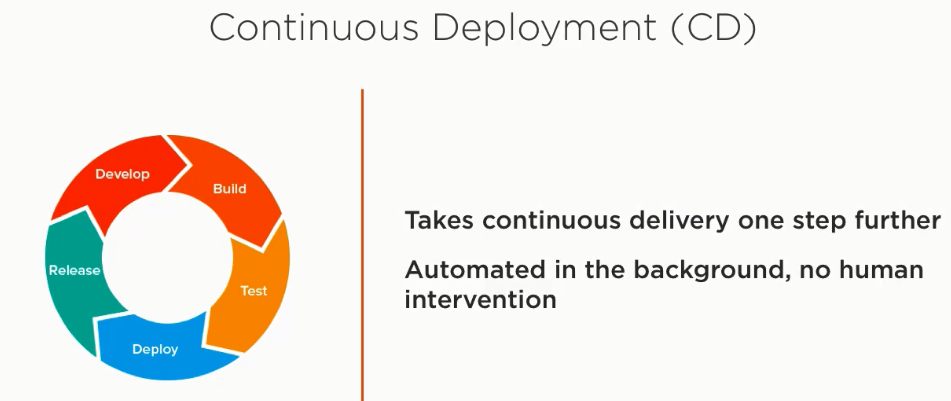 Continuous Deployment (CD)
Develop
Build
Release
Test
Deploy
Takes continuous delivery one step further
Automated in the background, no human
intervention